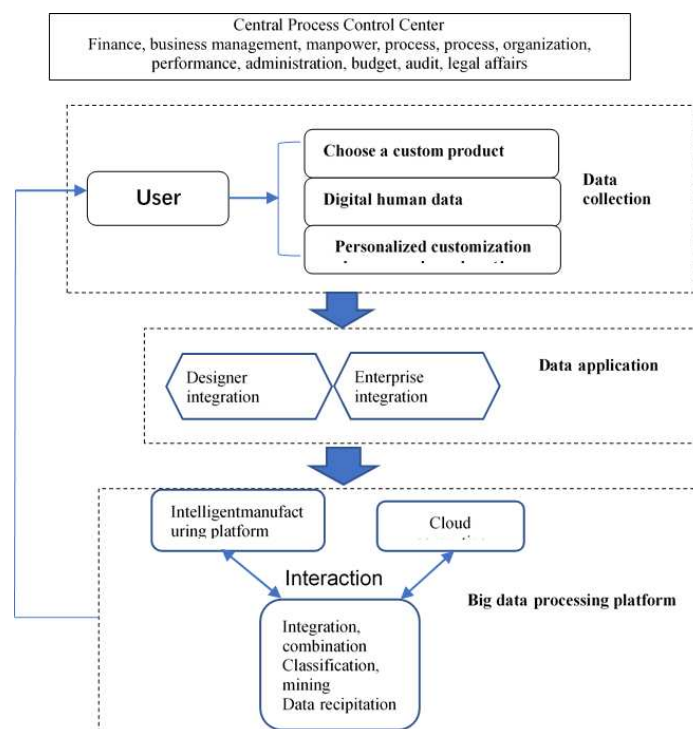 Central Process Control Center
Finance, business management, manpower, process, process, organization,
performance, administration, budget, audit, legal affairs
Choose a custom product
User
Digital human data
Data
collection
Personalized customization
Data application
Designer
integration
Enterprise
integration
Intelligentmanufact
uring platform
Cloud
Interaction
Big data processing platform
Integration,
combination
Classification,
mining
Data recipitation